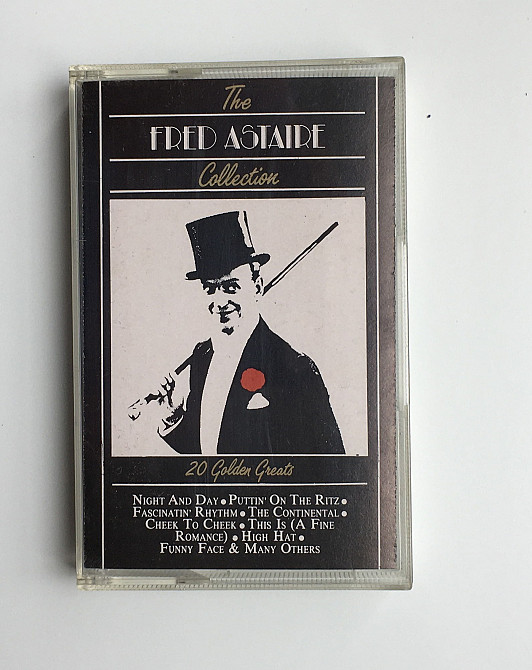 The
FRED ASTAIRE
Collection
20 Golden Greats
NIGHT AND DAY • PUTTIN' ON THE RITZ •
FASCINATIN' RHYTHM • THE CONTINENTAL •
CHEEK TO CHEEK • THIS IS (A FINE
ROMANCE) • HIGH HAT •
FUNNY FACE & MANY OTHERS